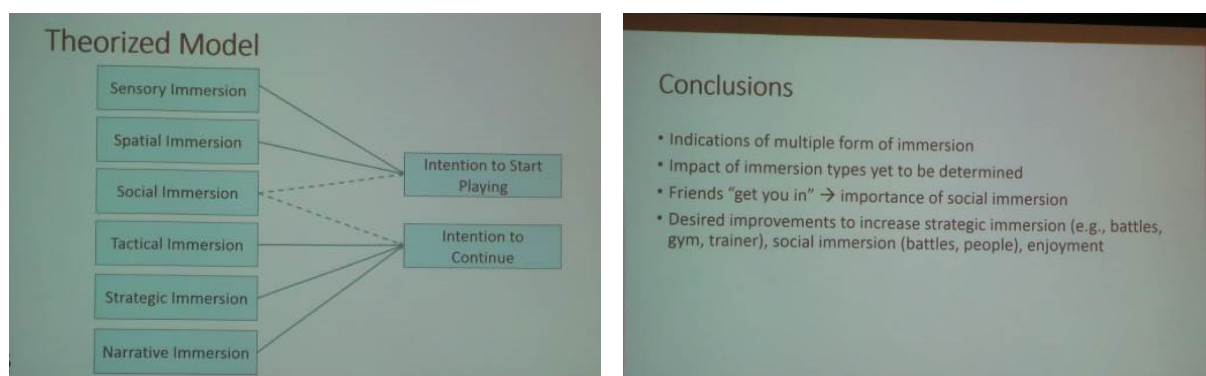 Theorized Model
Sensory Immersion
Spatial Immersion
Social Immersion
Tactical Immersion
Strategic Immersion
Narrative Immersion
Intention to Start
Playing
Intention to
Continue
Conclusions
• Indications of multiple form of immersion
• Impact of immersion types yet to be determined
• Friends “get you in” → importance of social immersion
• Desired improvements to increase strategic immersion (e.g., battles,
gym, trainer), social immersion (battles, people), enjoyment